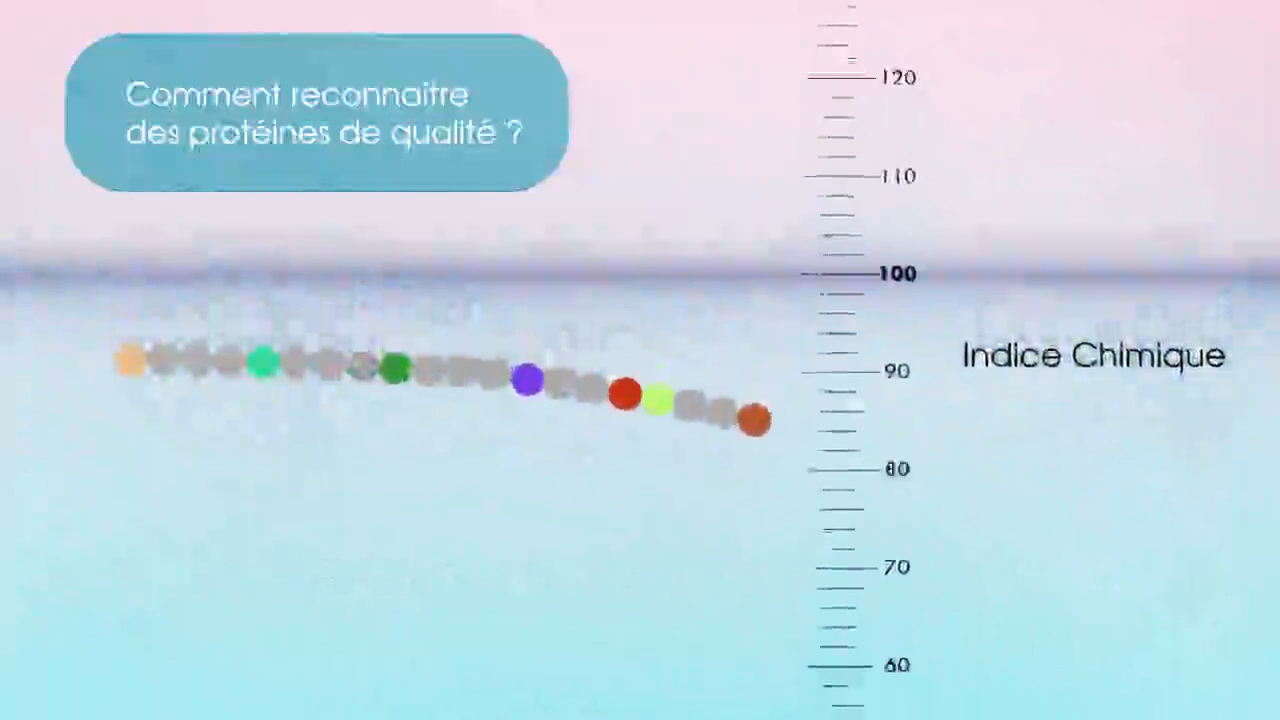 Comment reconnaitre
des protéines de qualité ?
120
110
100
Indice Chimique
90
80
70
60